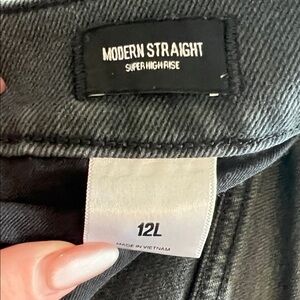 MODERN STRAIGHT
SUPER HIGH RISE
12L
MADE IN VIETNAM